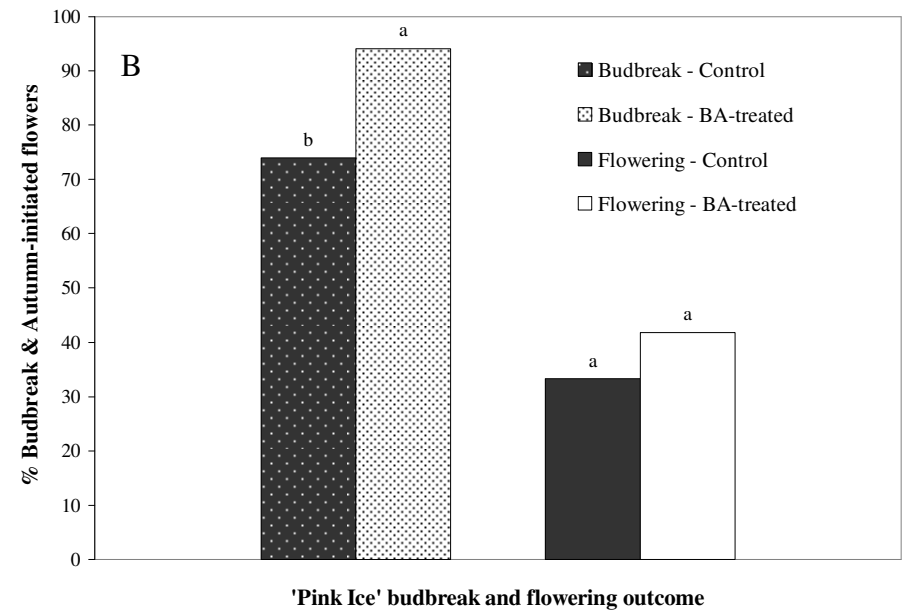 % Budbreak & Autumn-initiated flowers
100
90
80
70
60
50
40
30
20
10
0
B
b
a
a
a
Budbreak - Control
Budbreak - BA-treated
Flowering - Control
Flowering - BA-treated
'Pink Ice' budbreak and flowering outcome